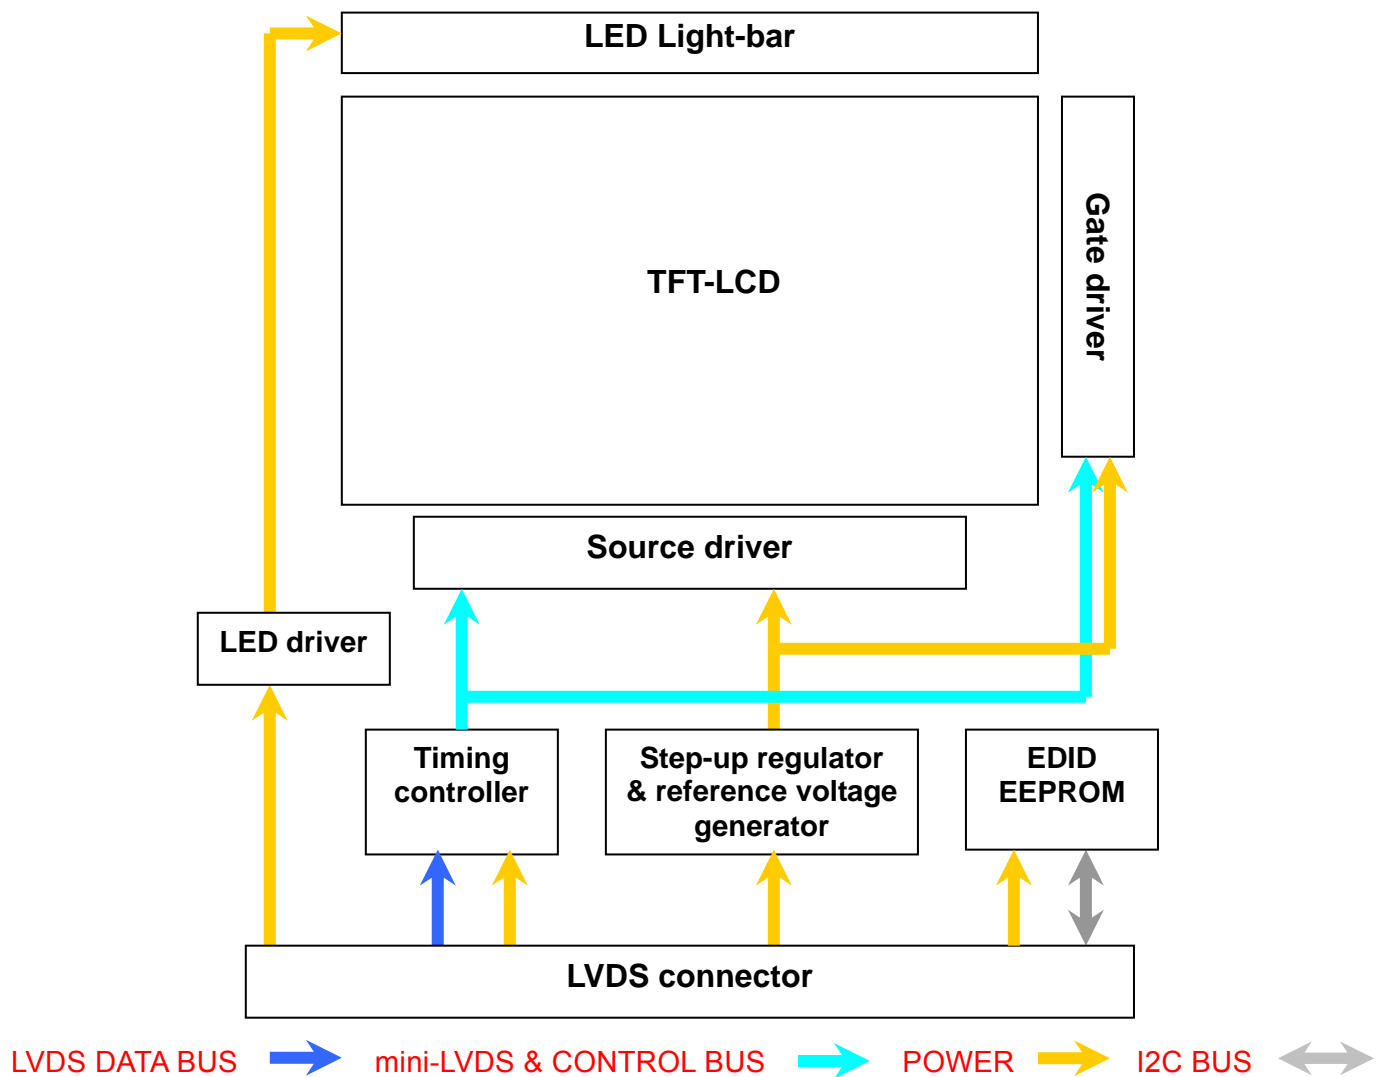 LED Light-bar
TFT-LCD
Gate driver
Source driver
LED driver
Timing
controller
Step-up regulator
& reference voltage
generator
EDID
EEPROM
LVDS connector
LVDS DATA BUS mini-LVDS & CONTROL BUS POWER I2C BUS